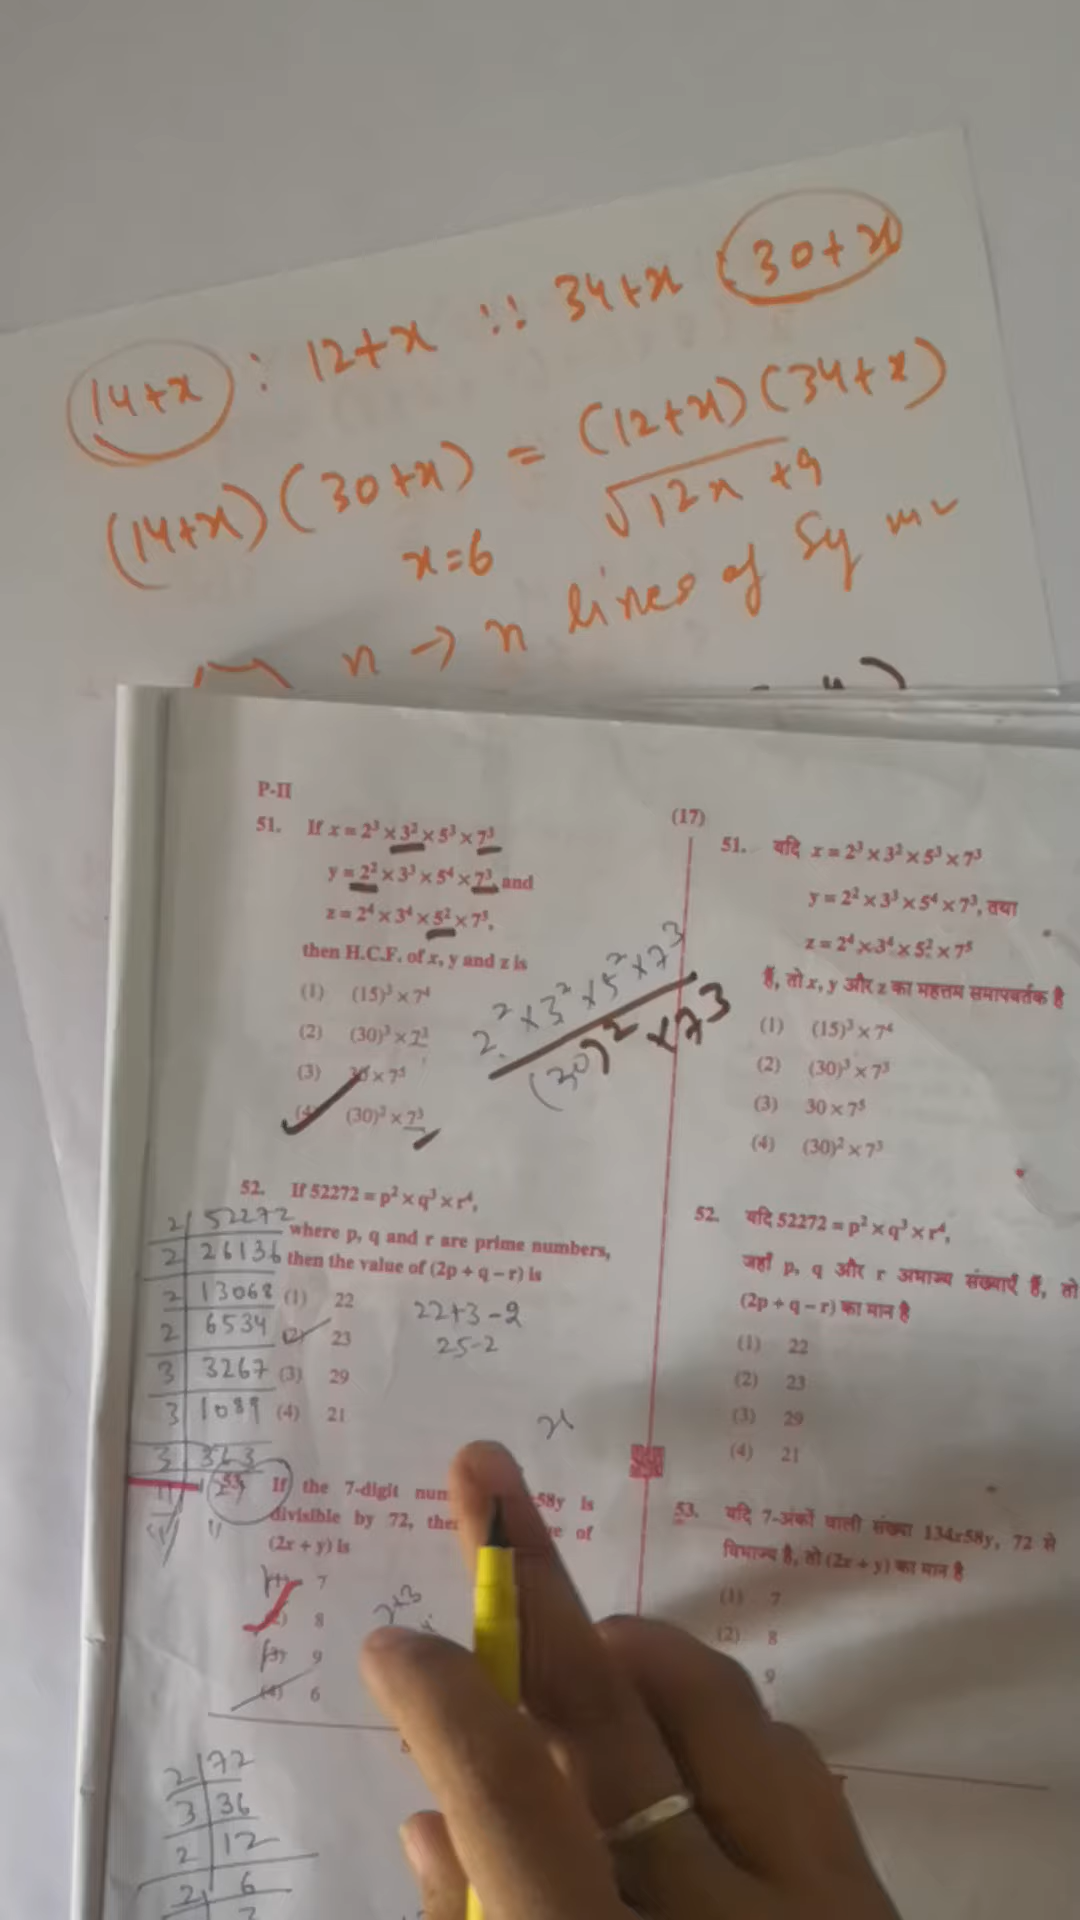 14+x : 12+x :: 34+x : 30+x
(14+x)(30+x) = (12+x)(34+x)
x=6 √12x +9
n → n lines of Sy m
P-II
(17)
51. If x = 2³ × 3² × 5³ × 7³
y = 2² × 3³ × 5⁴ × 7³, and
z = 2⁴ × 3⁴ × 5² × 7⁵,
then H.C.F. of x, y and z is
(1) (15)³ × 7⁴
(2) (30)³ × 7³
(3) 30 × 7⁵
(4) (30)² × 7³
2² × 3² × 5² × 7³
(30)² × 7³
52. If 52272 = p² × q³ × r⁴,
where p, q and r are prime numbers,
then the value of (2p + q – r) is
(1) 22
(2) 23
(3) 29
(4) 21
22+3-2
25-2
x
2 52272
2 26136
2 13068
2 6534
3 3267
3 1089
3 363
11
11
53. If the 7-digit 58y is
divisible by 72, of
(2x + y) is
7
(2) 8
9
(4) 6
2 72
3 36
2 12
2 6
51. यदि x = 2³ × 3² × 5³ × 7³
y = 2² × 3³ × 5⁴ × 7³, तथा
z = 2⁴ × 3⁴ × 5² × 7⁵
हैं, तो x, y और z का महत्तम समापवर्तक है
(1) (15)³ × 7⁴
(2) (30)³ × 7³
(3) 30 × 7⁵
(4) (30)² × 7³
52. यदि 52272 = p² × q³ × r⁴,
जहाँ p, q और r अभाज्य संख्याएँ हैं, तो
(2p + q – r) का मान है
(1) 22
(2) 23
(3) 29
(4) 21
53. यदि 7-अंकों वाली संख्या 134x58y, 72 से
विभाज्य है, तो (2x + y) का मान है
(1) 7
(2) 8
9